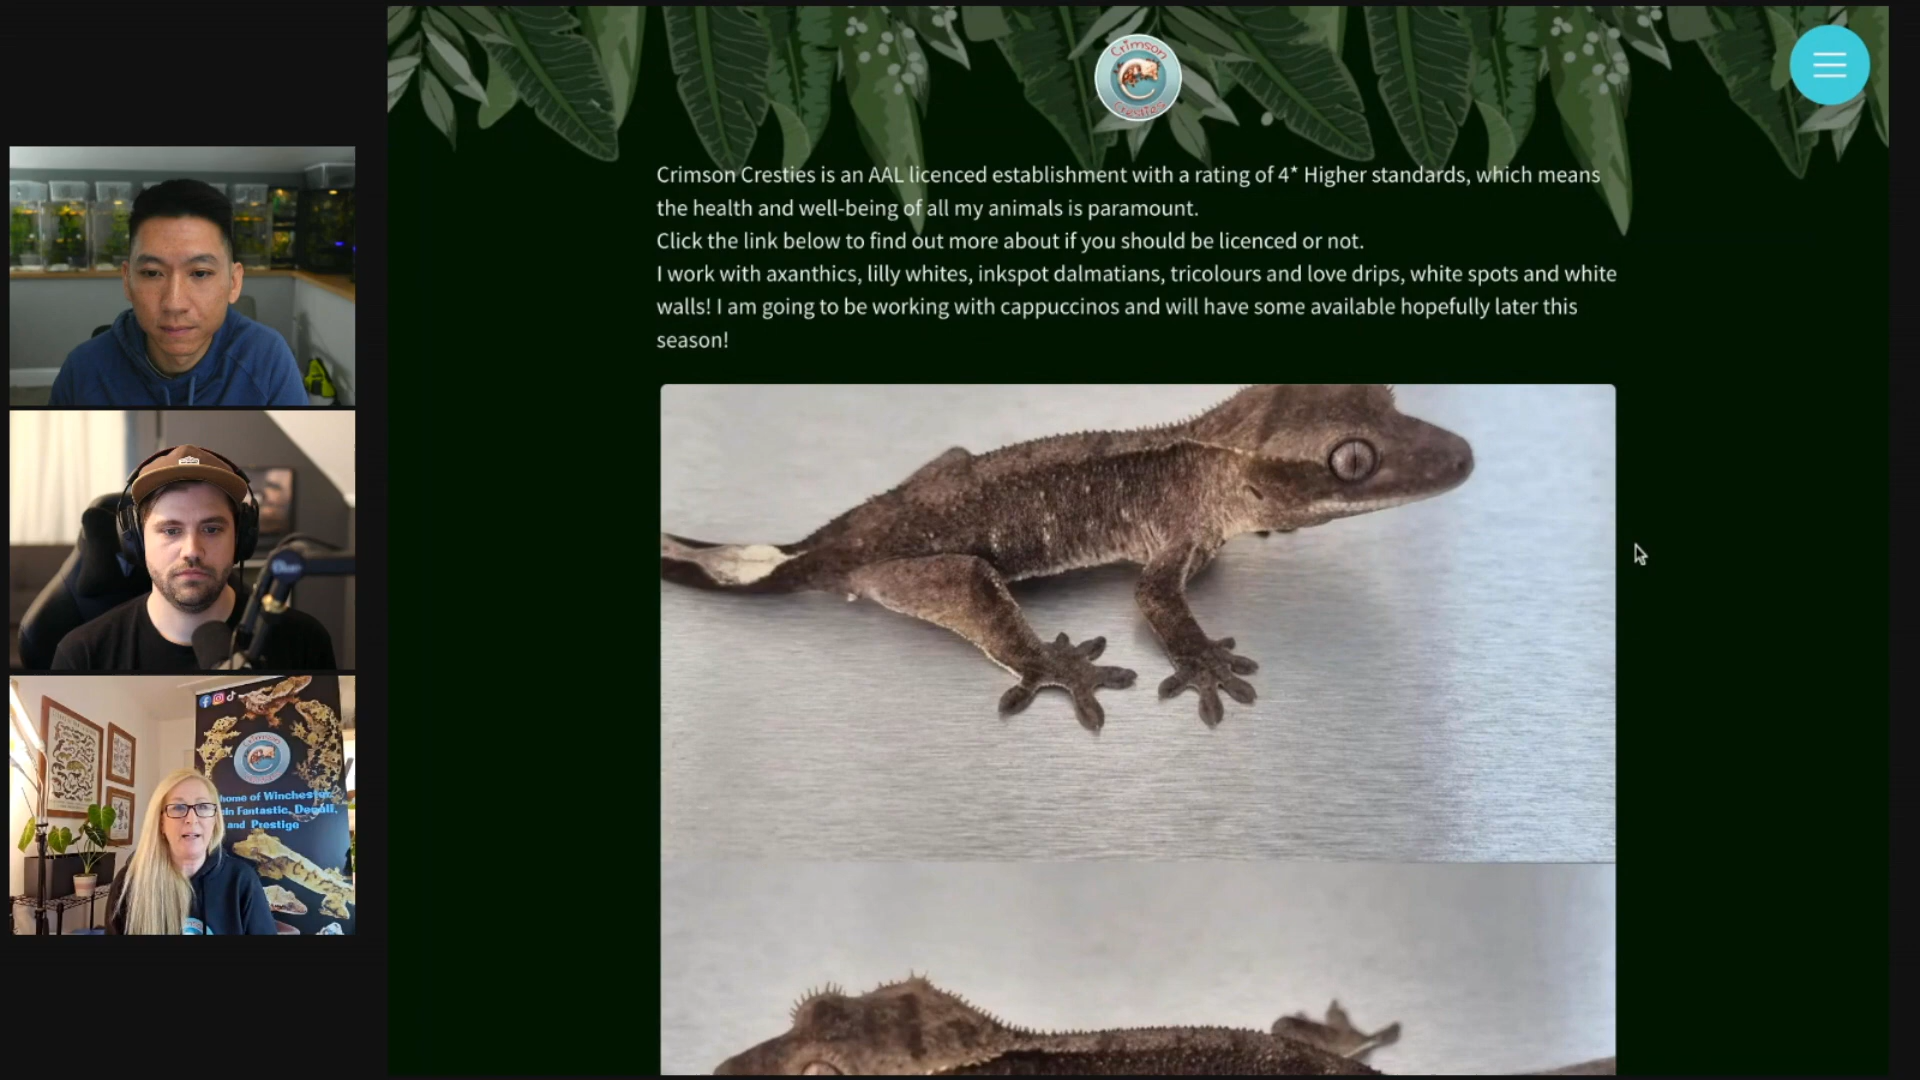 Crimson
Cresties
Crimson Cresties is an AAL licenced establishment with a rating of 4* Higher standards, which means
the health and well-being of all my animals is paramount.
Click the link below to find out more about if you should be licenced or not.
I work with axanthics, lilly whites, inkspot dalmatians, tricolours and love drips, white spots and white
walls! I am going to be working with cappuccinos and will have some available hopefully later this
season!
home of Winchester
in Fantastic, Devall,
and Prestige